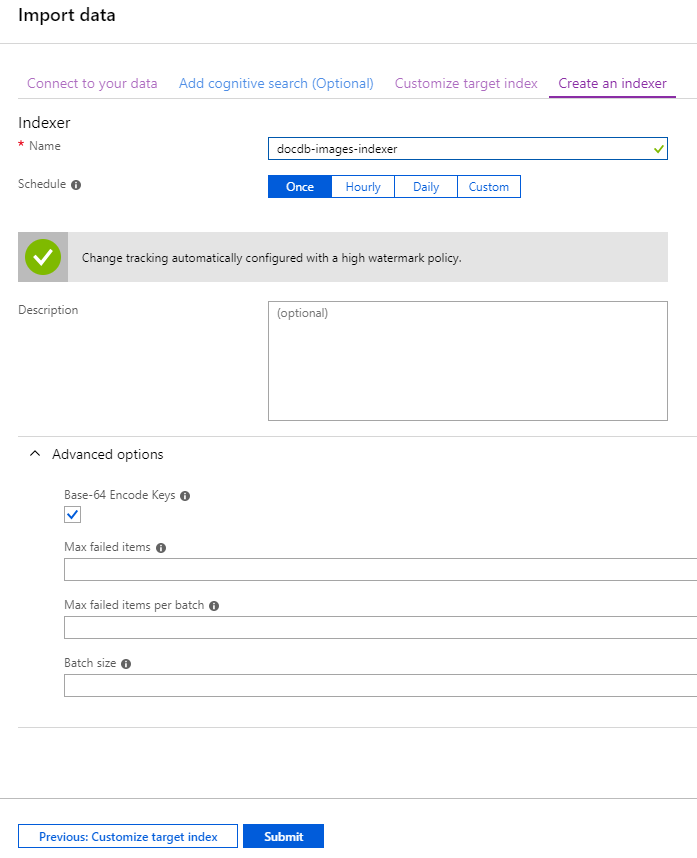 Import data
Connect to your data Add cognitive search (Optional) Customize target index Create an indexer
Indexer
* Name
docdb-images-indexer
Schedule
Once Hourly Daily Custom
Change tracking automatically configured with a high watermark policy.
Description
(optional)
Advanced options
Base-64 Encode Keys
Max failed items
Max failed items per batch
Batch size
Previous: Customize target index Submit